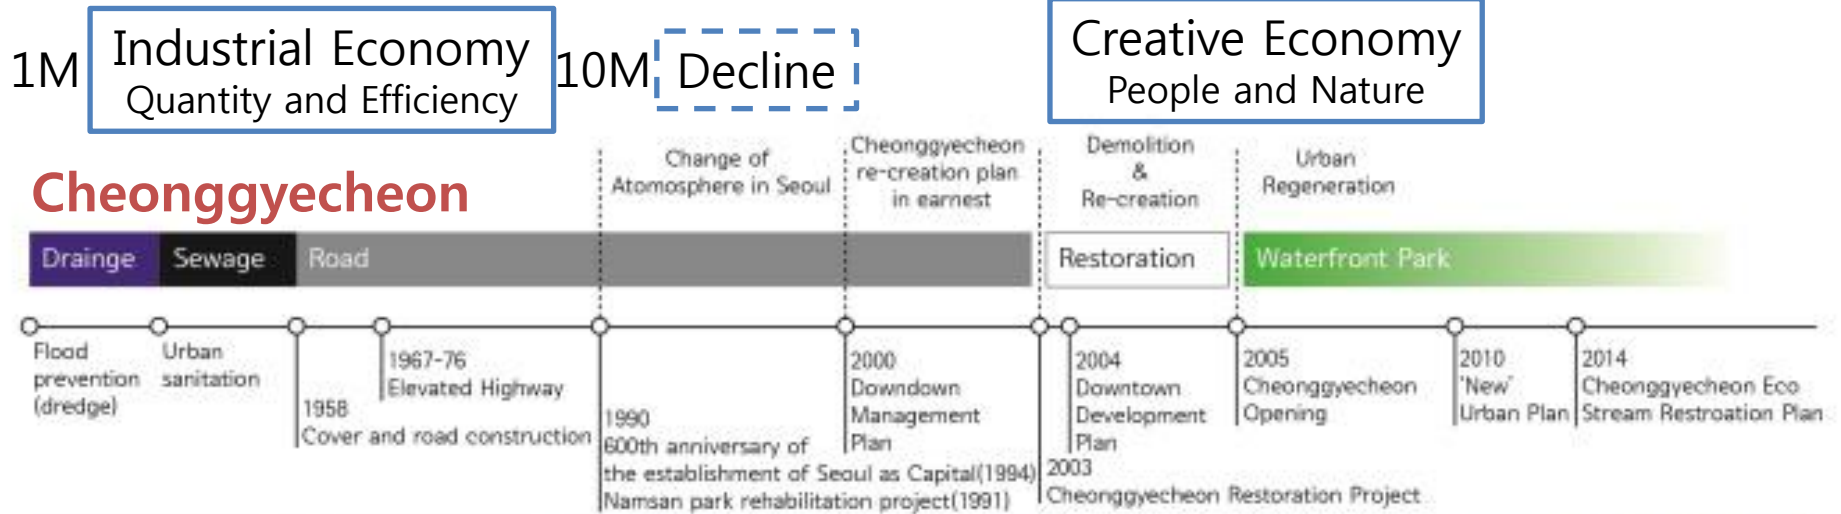 1M
Industrial Economy
Quantity and Efficiency
10M
Decline
Creative Economy
People and Nature
Cheonggyecheon
Change of
Atomosphere in Seoul
Cheonggyecheon
re-creation plan
in earnest
Demolition
&
Re-creation
Urban
Regeneration
Drainge
Sewage
Road
Restoration
Waterfront Park
Flood
prevention
(dredge)
Urban
sanitation
1958
Cover and road construction
1967-76
Elevated Highway
1990
600th anniversary of
the establishment of Seoul as Capital(1994)
Namsan park rehabilitation project(1991)
2000
Downdown
Management
Plan
2003
Cheonggyecheon Restoration Project
2004
Downtown
Development
Plan
2005
Cheonggyecheon
Opening
2010
'New'
Urban Plan
2014
Cheonggyecheon Eco
Stream Restroation Plan